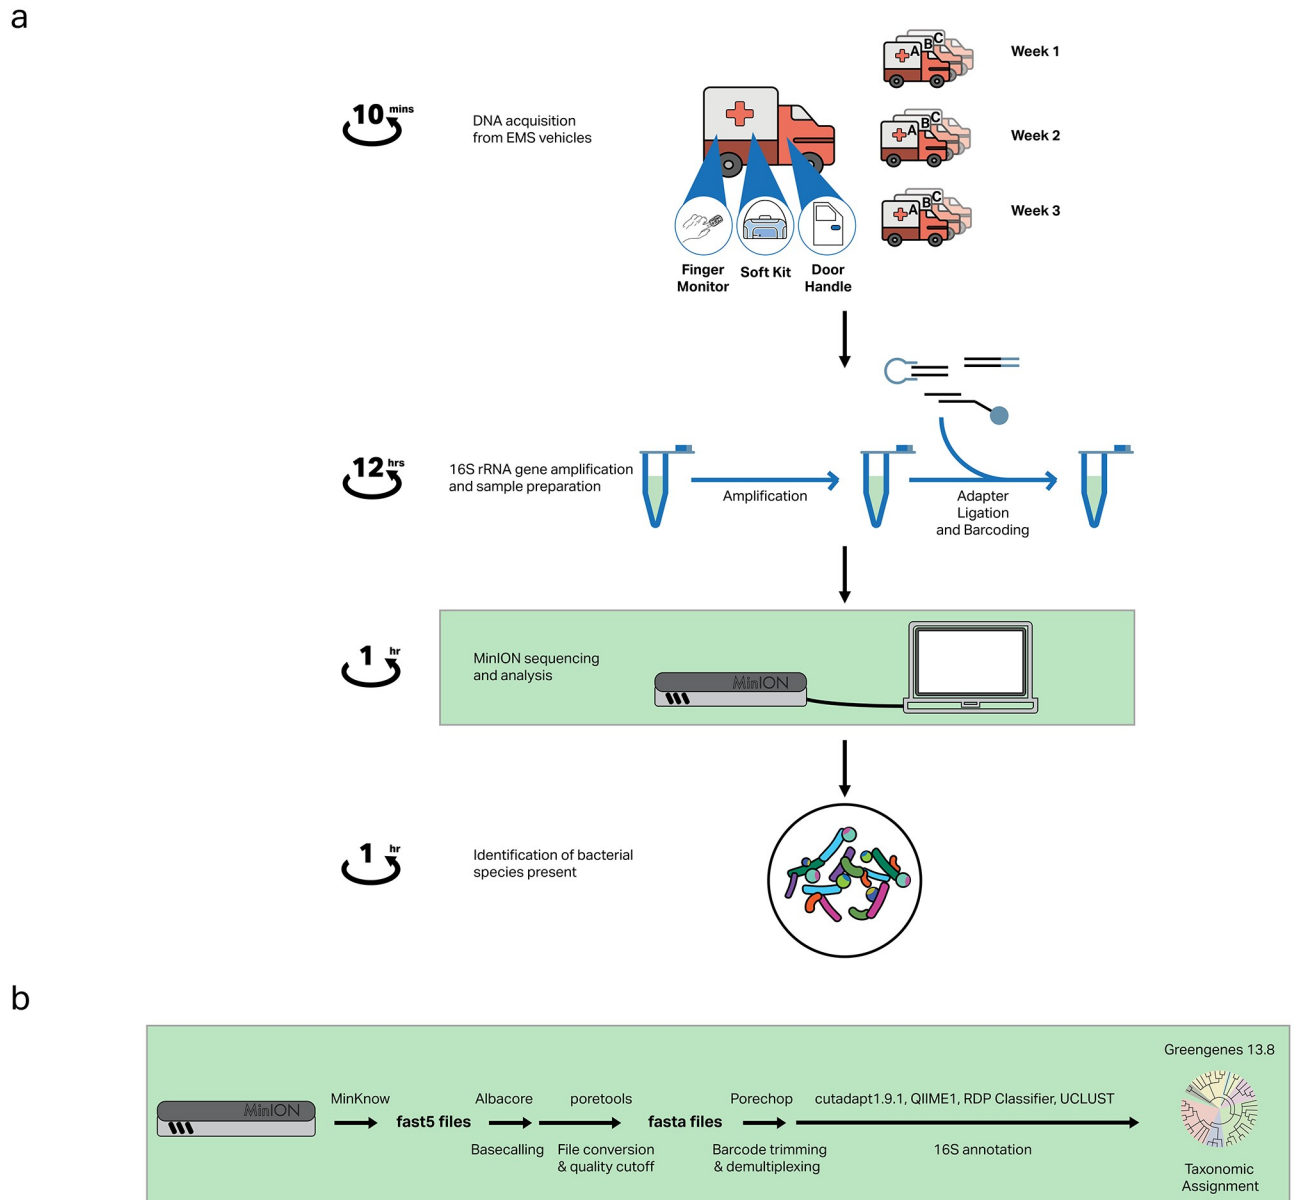 a
10 mins
DNA acquisition
from EMS vehicles
A B C
Week 1
A B C
Week 2
A B C
Week 3
Finger
Monitor
Soft Kit
Door
Handle
12 hrs
16S rRNA gene amplification
and sample preparation
Amplification
Adapter
Ligation
and Barcoding
1 hr
MinION sequencing
and analysis
MinION
1 hr
Identification of bacterial
species present
b
Greengenes 13.8
MinION
MinKnow
fast5 files
Albacore
Basecalling
poretools
File conversion
& quality cutoff
fasta files
Porechop
Barcode trimming
& demultiplexing
cutadapt1.9.1, QIIME1, RDP Classifier, UCLUST
16S annotation
Taxonomic
Assignment